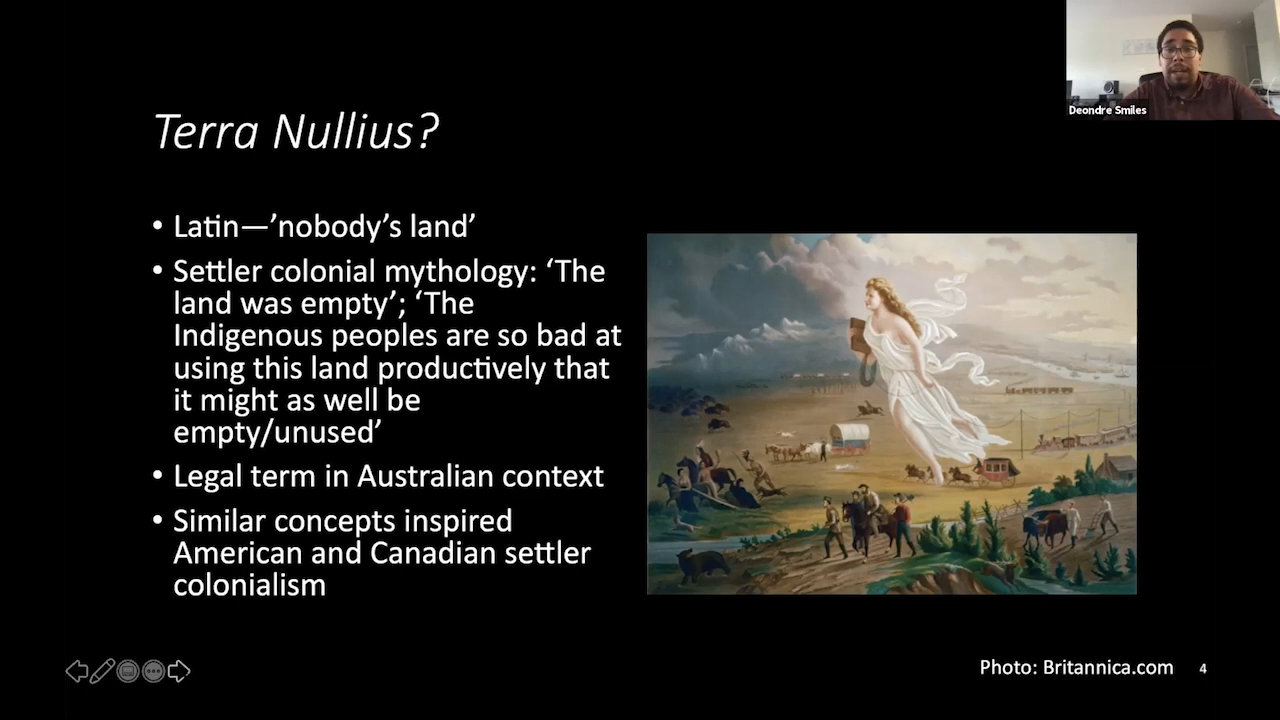 Deondre Smiles
Terra Nullius?
• Latin—’nobody’s land’
• Settler colonial mythology: ‘The
land was empty’; ‘The
Indigenous peoples are so bad at
using this land productively that
it might as well be
empty/unused’
• Legal term in Australian context
• Similar concepts inspired
American and Canadian settler
colonialism
Photo: Britannica.com
4